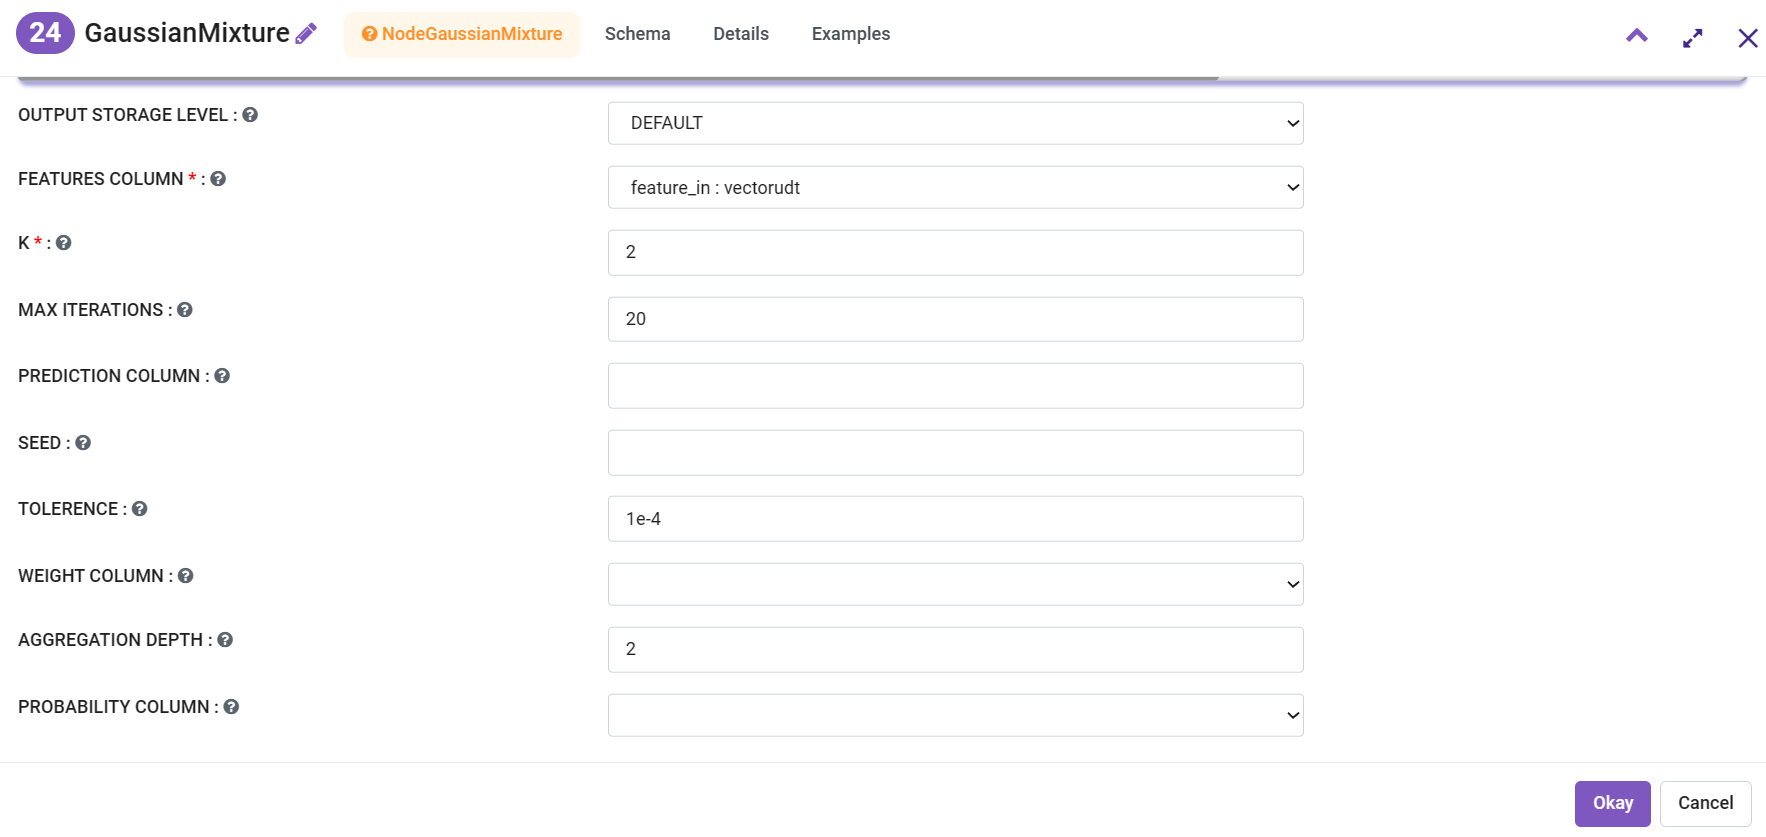 24 GaussianMixture NodeGaussianMixture Schema Details Examples
OUTPUT STORAGE LEVEL : DEFAULT
FEATURES COLUMN * : feature_in : vectorudt
K * : 2
MAX ITERATIONS : 20
PREDICTION COLUMN :
SEED :
TOLERENCE : 1e-4
WEIGHT COLUMN :
AGGREGATION DEPTH : 2
PROBABILITY COLUMN :
Okay Cancel